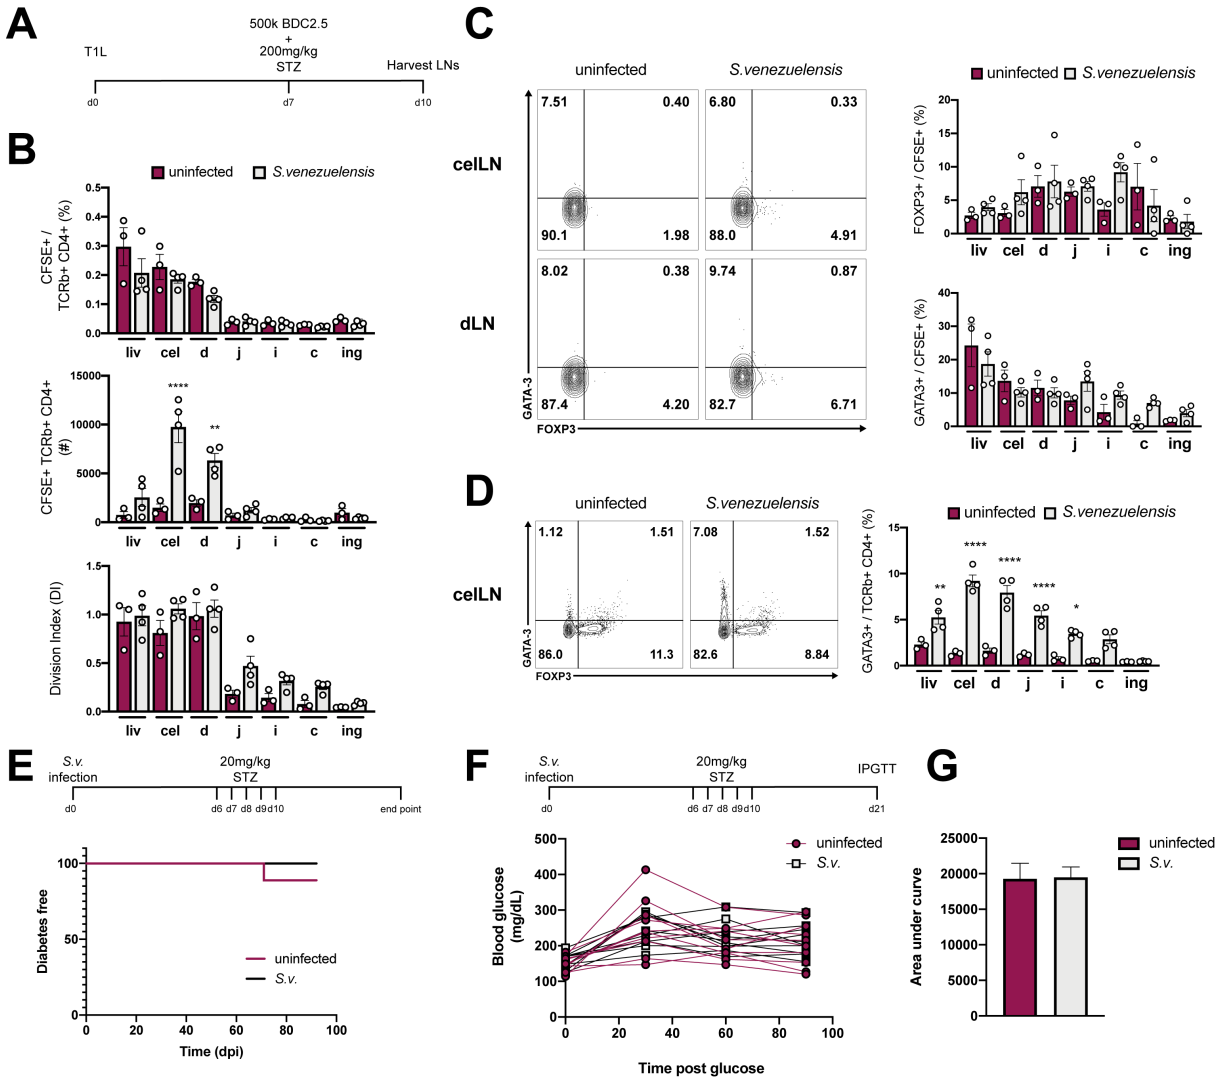 A
500k BDC2.5
+
200mg/kg
STZ
T1L
Harvest LNs
d0
d7
d10
B
uninfected
S.venezuelensis
CFSE+ /
TCRb+ CD4+ (%)
0.5
0.4
0.3
0.2
0.1
0.0
liv
cel
d
j
i
c
ing
CFSE+ TCRb+ CD4+
(#)
15000
10000
5000
0
****
**
liv
cel
d
j
i
c
ing
Division Index (DI)
1.5
1.0
0.5
0.0
liv
cel
d
j
i
c
ing
C
uninfected
S.venezuelensis
celLN
7.51
0.40
90.1
1.98
6.80
0.33
88.0
4.91
dLN
8.02
0.38
87.4
4.20
9.74
0.87
82.7
6.71
GATA-3
FOXP3
uninfected
S.venezuelensis
FOXP3+ / CFSE+ (%)
20
15
10
5
0
liv
cel
d
j
i
c
ing
GATA3+ / CFSE+ (%)
40
30
20
10
0
liv
cel
d
j
i
c
ing
D
uninfected
S.venezuelensis
celLN
1.12
1.51
86.0
11.3
7.08
1.52
82.6
8.84
GATA-3
FOXP3
uninfected
S.venezuelensis
GATA3+ / TCRb+ CD4+ (%)
15
10
5
0
**
****
****
****
*
liv
cel
d
j
i
c
ing
E
S.v.
infection
20mg/kg
STZ
d0
d6
d7
d8
d9
d10
end point
Diabetes free
100
50
0
uninfected
S.v.
0
20
40
60
80
100
Time (dpi)
F
S.v.
infection
20mg/kg
STZ
IPGTT
d0
d6
d7
d8
d9
d10
d21
Blood glucose
(mg/dL)
500
400
300
200
100
0
uninfected
S.v.
0
20
40
60
80
100
Time post glucose
G
Area under curve
25000
20000
15000
10000
5000
0
uninfected
S.v.